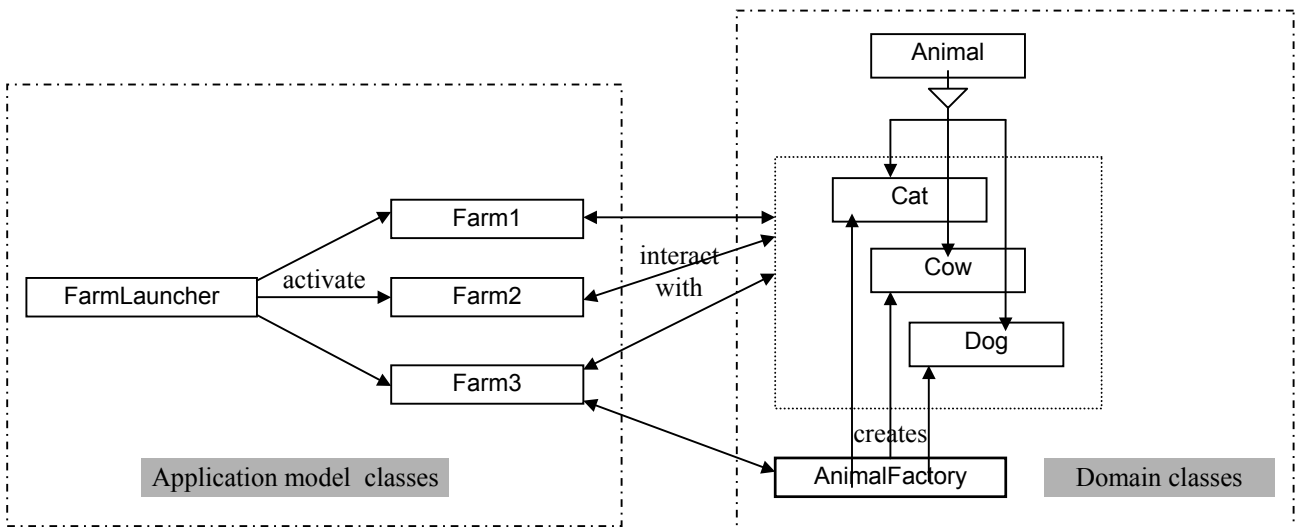 Animal
Cat
Farm1
interact
with
Cow
FarmLauncher
activate
Farm2
Dog
Farm3
creates
Application model classes
AnimalFactory
Domain classes